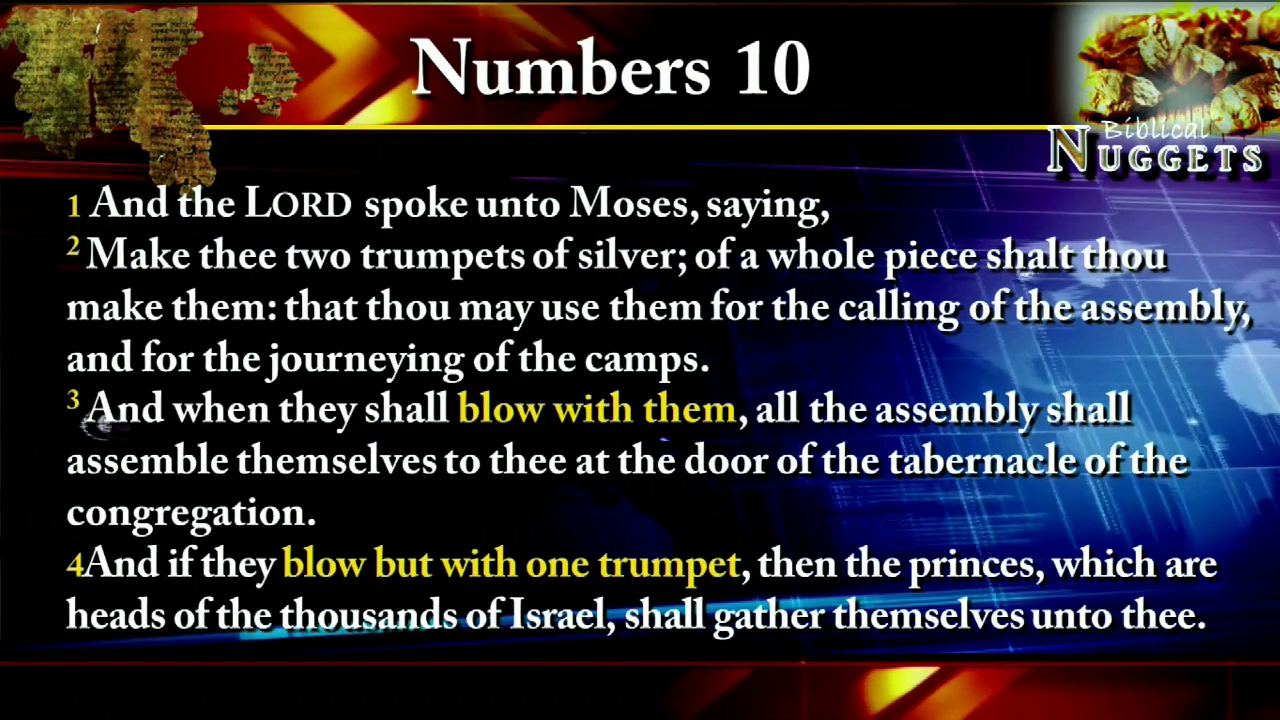 Numbers 10
Biblical
NUGGETS
1 And the LORD spoke unto Moses, saying,
2 Make thee two trumpets of silver; of a whole piece shalt thou
make them: that thou may use them for the calling of the assembly,
and for the journeying of the camps.
3 And when they shall blow with them, all the assembly shall
assemble themselves to thee at the door of the tabernacle of the
congregation.
4And if they blow but with one trumpet, then the princes, which are
heads of the thousands of Israel, shall gather themselves unto thee.